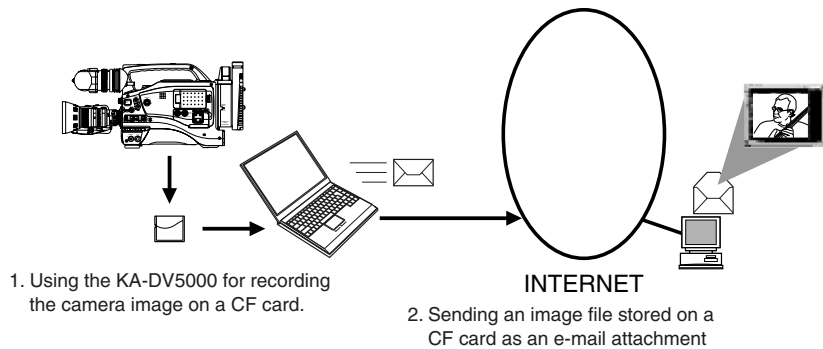 1. Using the KA-DV5000 for recording
the camera image on a CF card.
INTERNET
2. Sending an image file stored on a
CF card as an e-mail attachment